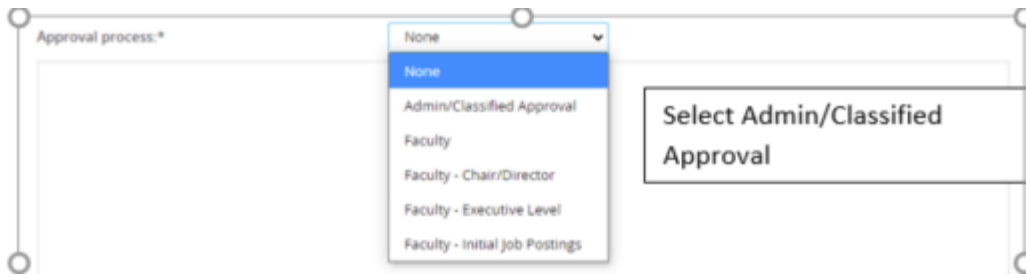 Approval process:* None
None
Admin/Classified Approval
Faculty
Faculty - Chair/Director
Faculty - Executive Level
Faculty - Initial Job Postings
Select Admin/Classified
Approval